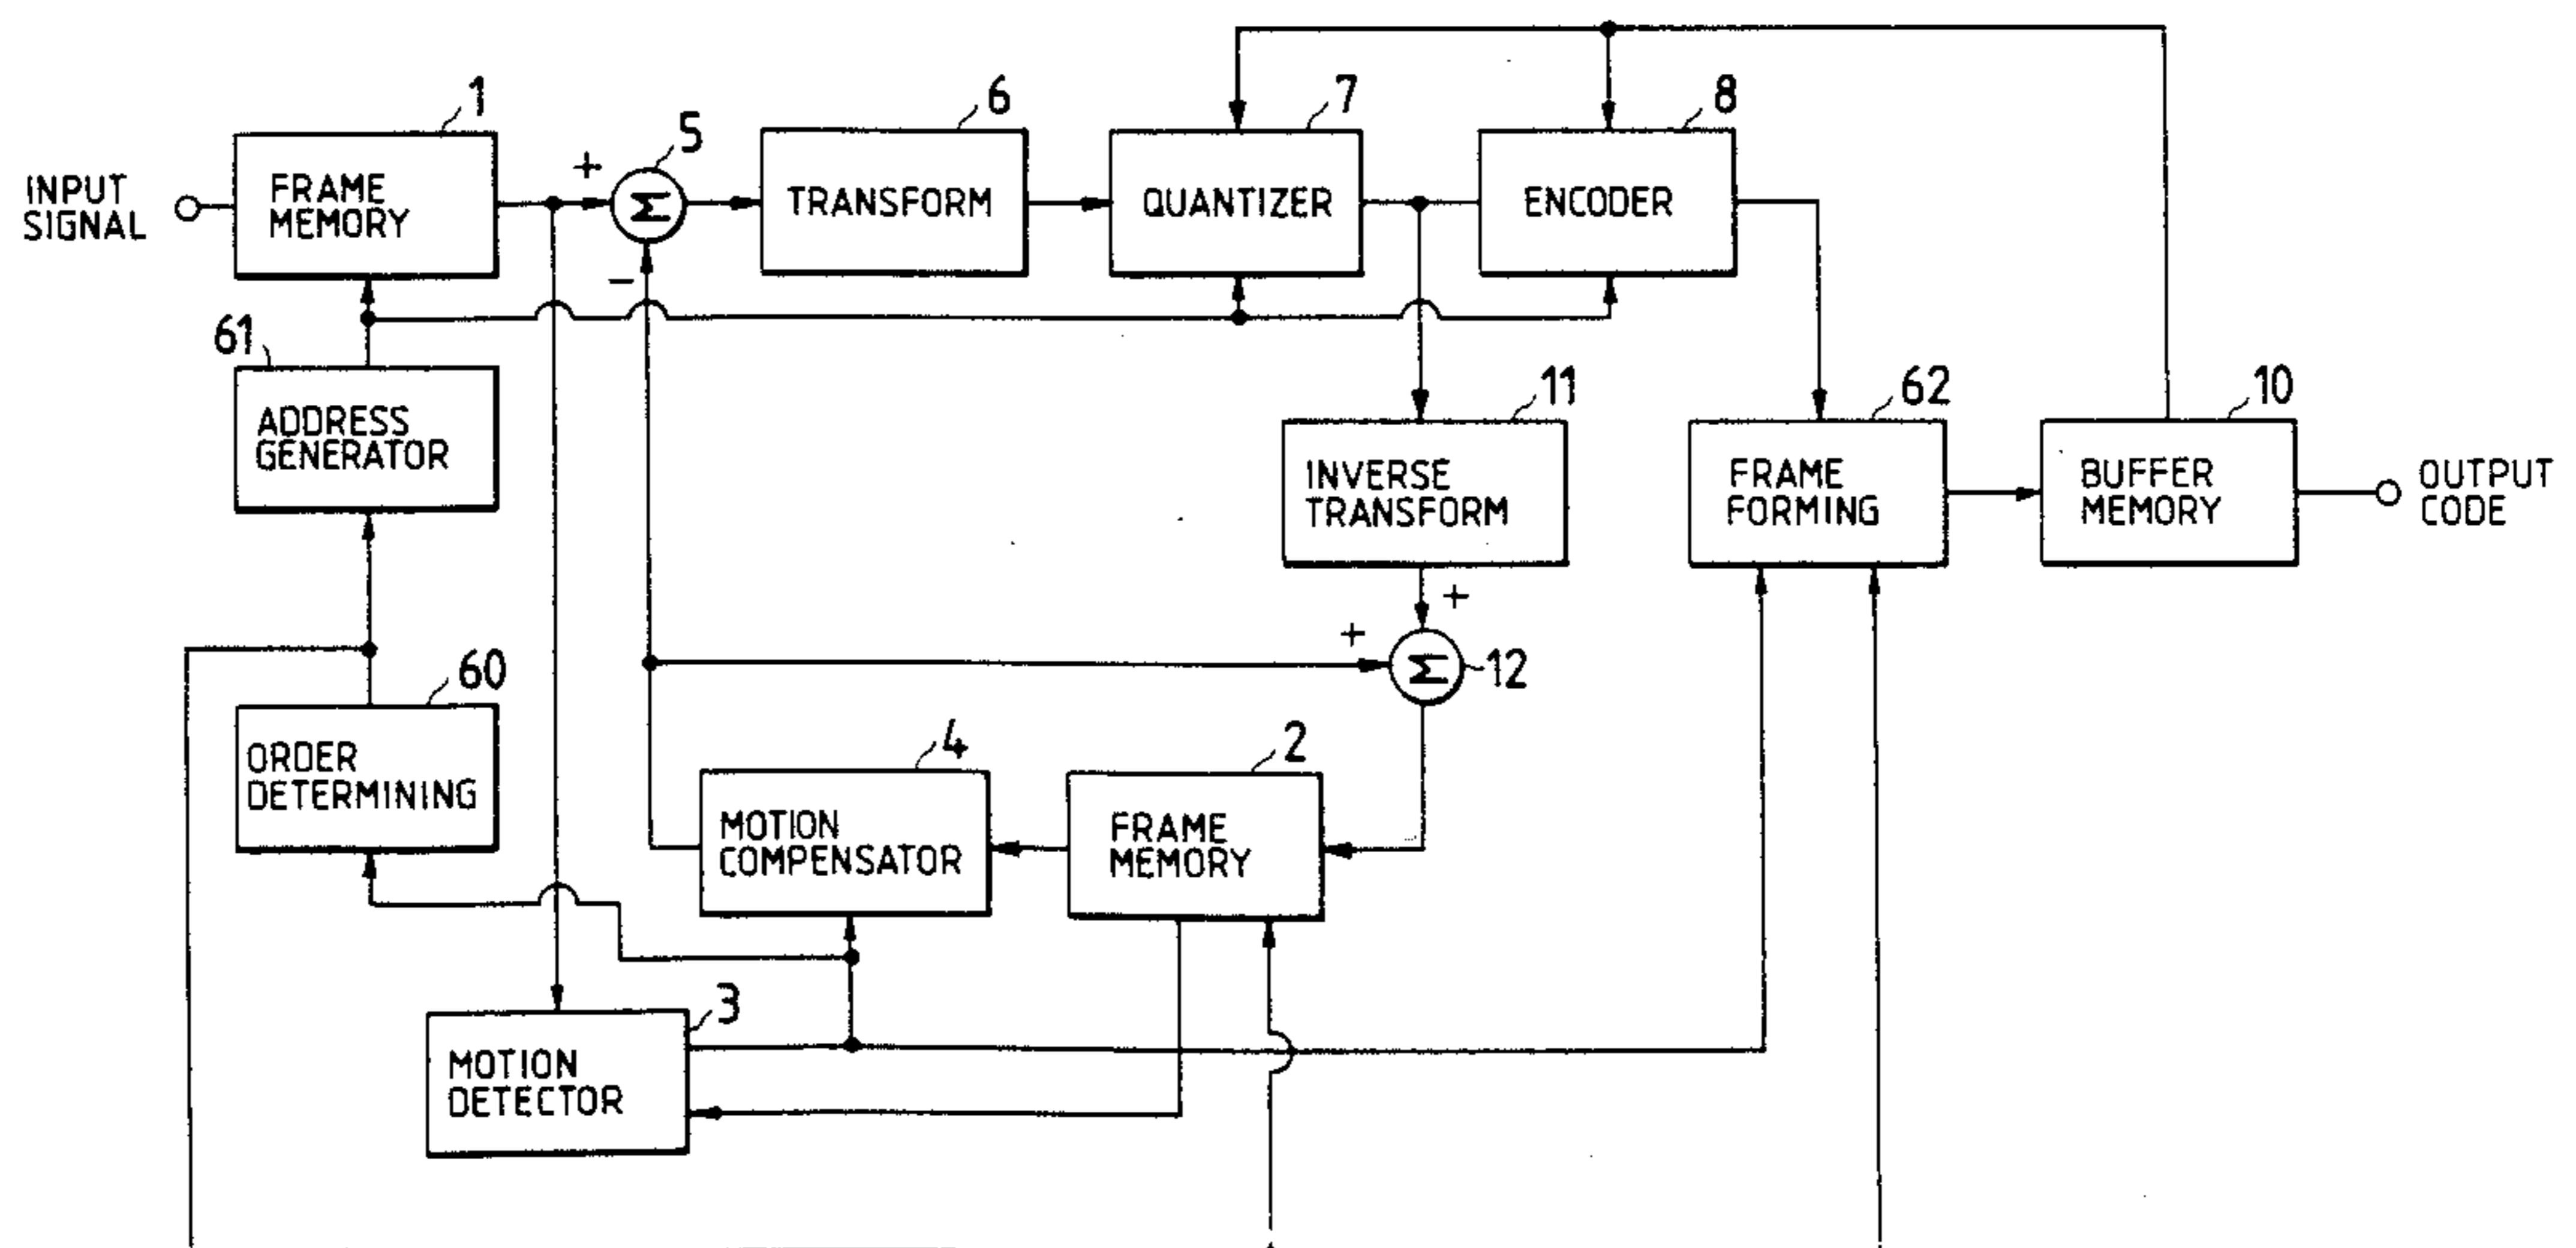 1
6
7
8
5
+
INPUT
SIGNAL
FRAME
MEMORY
Σ
TRANSFORM
QUANTIZER
ENCODER
−
61
ADDRESS
GENERATOR
11
INVERSE
TRANSFORM
62
FRAME
FORMING
10
BUFFER
MEMORY
OUTPUT
CODE
+
+
Σ
12
60
ORDER
DETERMINING
4
MOTION
COMPENSATOR
2
FRAME
MEMORY
3
MOTION
DETECTOR